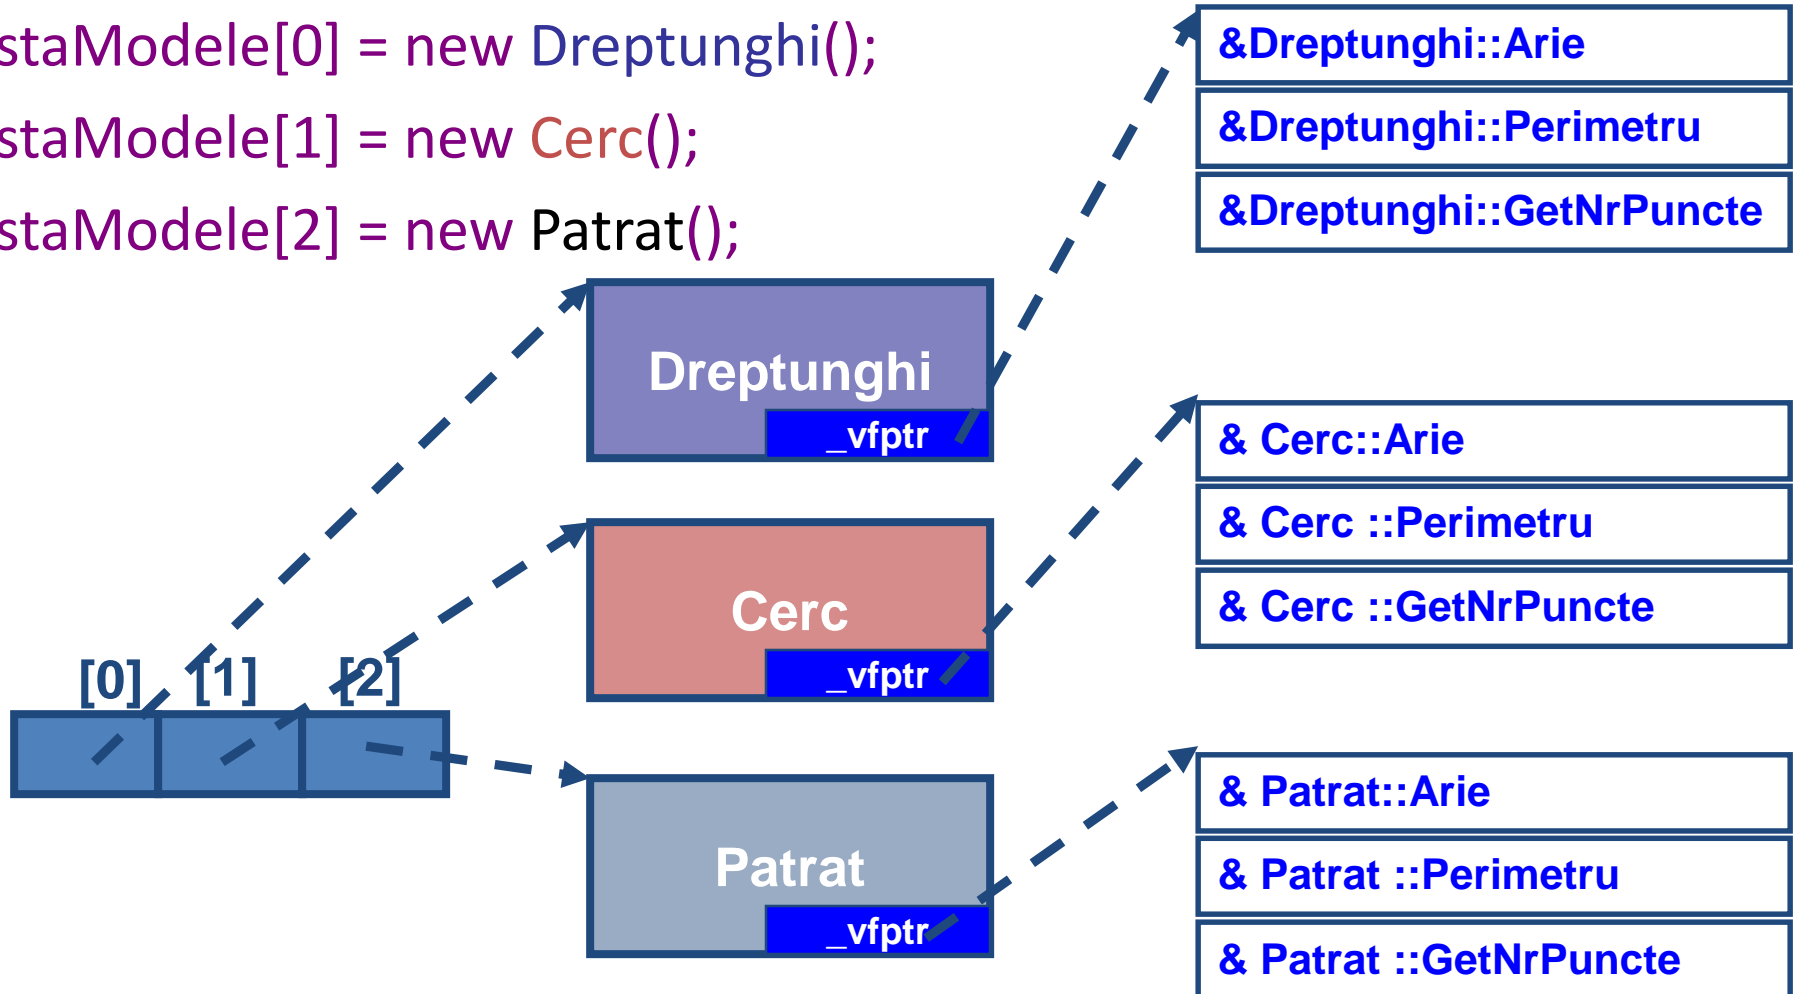 staModele[0] = new Dreptunghi();
staModele[1] = new Cerc();
staModele[2] = new Patrat();
&Dreptunghi::Arie
&Dreptunghi::Perimetru
&Dreptunghi::GetNrPuncte
Dreptunghi
_vfptr
& Cerc::Arie
& Cerc ::Perimetru
& Cerc ::GetNrPuncte
Cerc
_vfptr
[0] [1] [2]
& Patrat::Arie
& Patrat ::Perimetru
& Patrat ::GetNrPuncte
Patrat
_vfptr